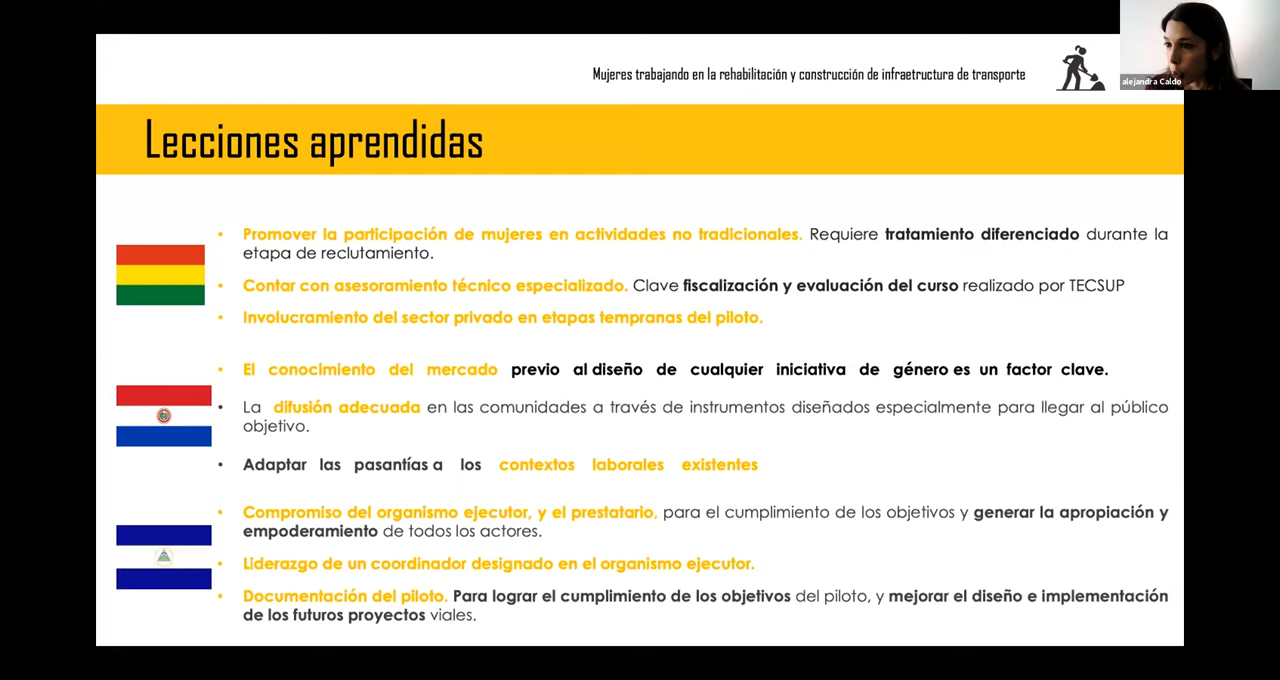 Mujeres trabajando en la rehabilitación y construcción de infraetructura de transporte
alejandra Caldo
Lecciones aprendidas
• Promover la participación de mujeres en actividades no tradicionales. Requiere tratamiento diferenciado durante la
etapa de reclutamiento.
• Contar con asesoramiento técnico especializado. Clave fiscalización y evaluación del curso realizado por TECSUP
• Involucramiento del sector privado en etapas tempranas del piloto.
• El conocimiento del mercado previo al diseño de cualquier iniciativa de género es un factor clave.
• La difusión adecuada en las comunidades a través de instrumentos diseñados especialmente para llegar al público
objetivo.
• Adaptar las pasantías a los contextos laborales existentes
• Compromiso del organismo ejecutor, y el prestatario, para el cumplimiento de los objetivos y generar la apropiación y
empoderamiento de todos los actores.
• Liderazgo de un coordinador designado en el organismo ejecutor.
• Documentación del piloto. Para lograr el cumplimiento de los objetivos del piloto, y mejorar el diseño e implementación
de los futuros proyectos viales.